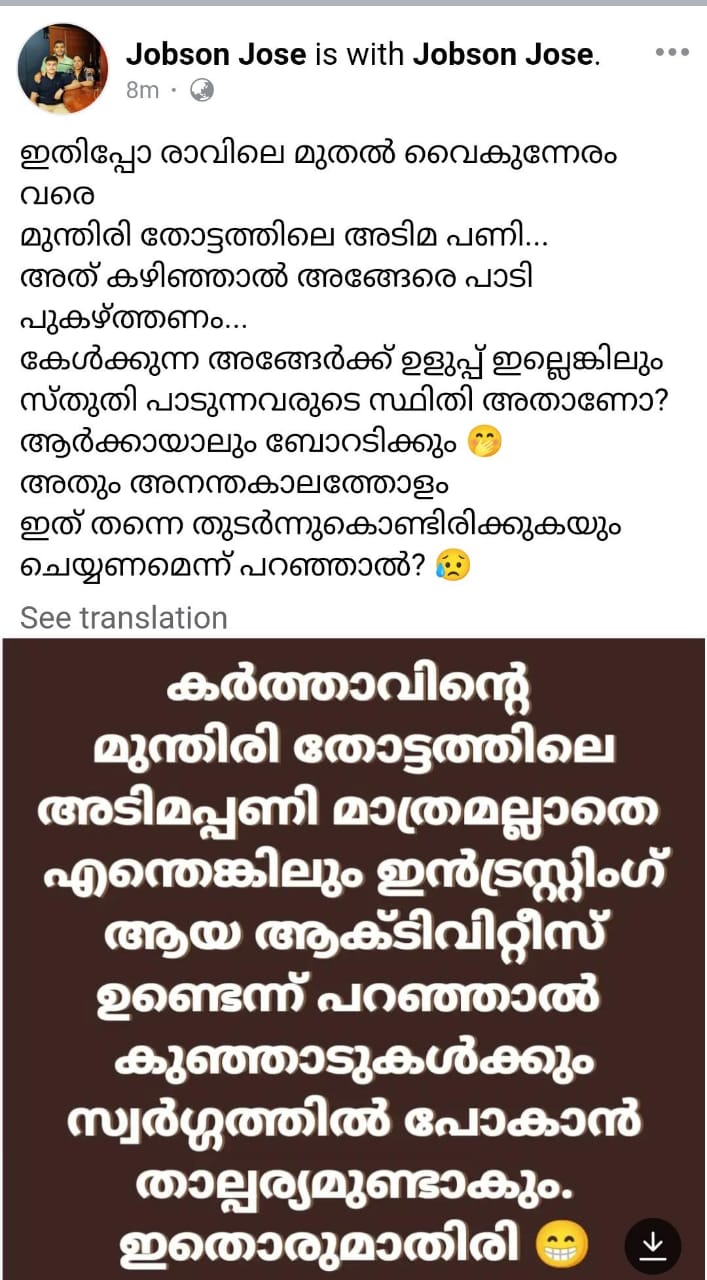 Jobson Jose is with Jobson Jose.
8m
ഇതിപ്പോ രാവിലെ മുതൽ വൈകുന്നേരം
വരെ
മുന്തിരി തോട്ടത്തിലെ അടിമ പണി...
അത് കഴിഞ്ഞാൽ അങ്ങേരെ പാടി
പുകഴ്ത്തണം...
കേൾക്കുന്ന അങ്ങേർക്ക് ഉളുപ്പ് ഇല്ലെങ്കിലും
സ്തുതി പാടുന്നവരുടെ സ്ഥിതി അതാണോ?
ആർക്കായാലും ബോറടിക്കും 🤭
അതും അനന്തകാലത്തോളം
ഇത് തന്നെ തുടർന്നുകൊണ്ടിരിക്കുകയും
ചെയ്യണമെന്ന് പറഞ്ഞാൽ? 😥
See translation
കർത്താവിന്റെ
മുന്തിരി തോട്ടത്തിലെ
അടിമപ്പണി മാത്രമല്ലാതെ
എന്തെങ്കിലും ഇൻട്രസ്റ്റിംഗ്
ആയ ആക്ടിവിറ്റീസ്
ഉണ്ടെന്ന് പറഞ്ഞാൽ
കുഞ്ഞാടുകൾക്കും
സ്വർഗ്ഗത്തിൽ പോകാൻ
താല്പര്യമുണ്ടാകും.
ഇതൊരുമാതിരി 😁